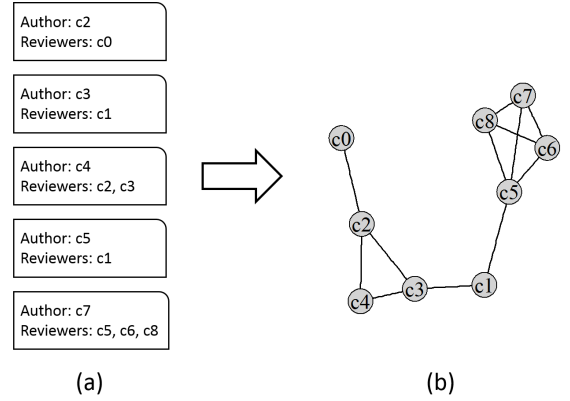 Author: c2
Reviewers: c0
Author: c3
Reviewers: c1
Author: c4
Reviewers: c2, c3
Author: c5
Reviewers: c1
Author: c7
Reviewers: c5, c6, c8
(a)
c7
c8
c6
c0
c5
c2
c1
c3
c4
(b)